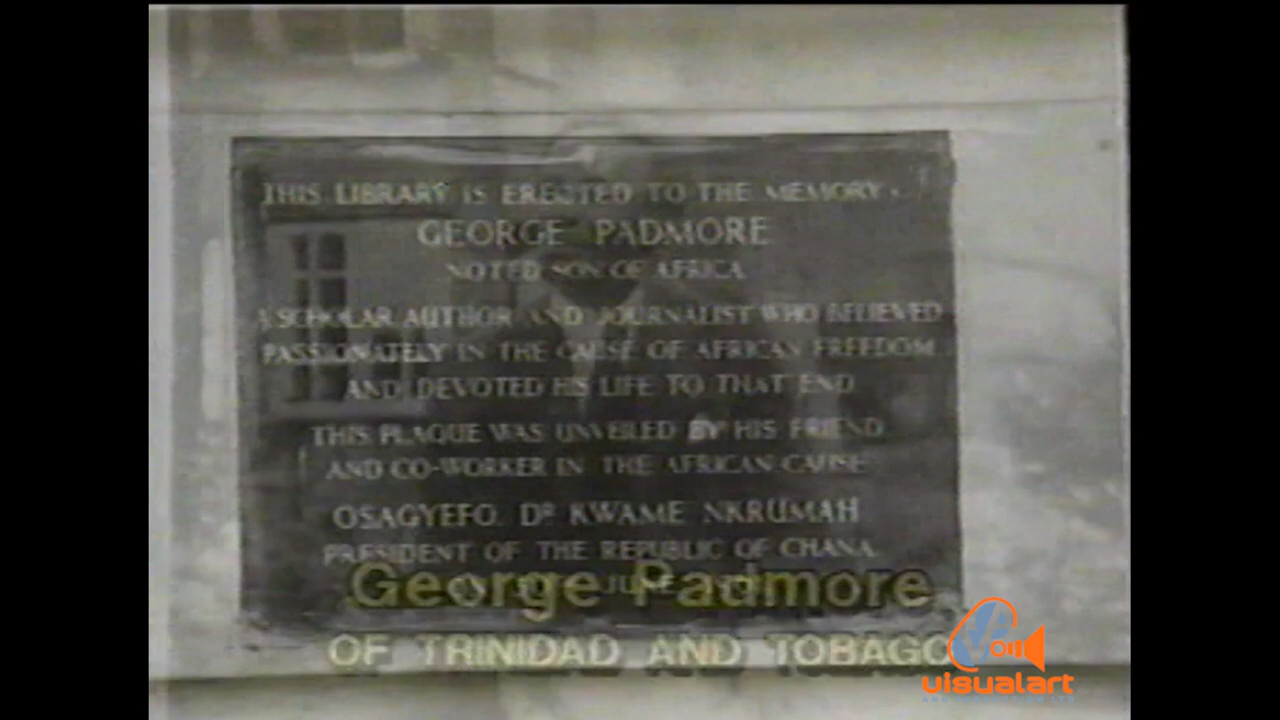 THIS LIBRARY IS ERECTED TO THE MEMORY
GEORGE PADMORE
NOTED SON OF AFRICA
A SCHOLAR AUTHOR AND JOURNALIST WHO BELIEVED
PASSIONATELY IN THE CAUSE OF AFRICAN FREEDOM
AND DEVOTED HIS LIFE TO THAT END
THIS PLAQUE WAS UNVEILED BY HIS FRIEND
AND CO-WORKER IN THE AFRICAN CAUSE
OSAGYEFO DR KWAME NKRUMAH
PRESIDENT OF THE REPUBLIC OF GHANA
JUNE
George Padmore
OF TRINIDAD AND TOBAGO
visualart